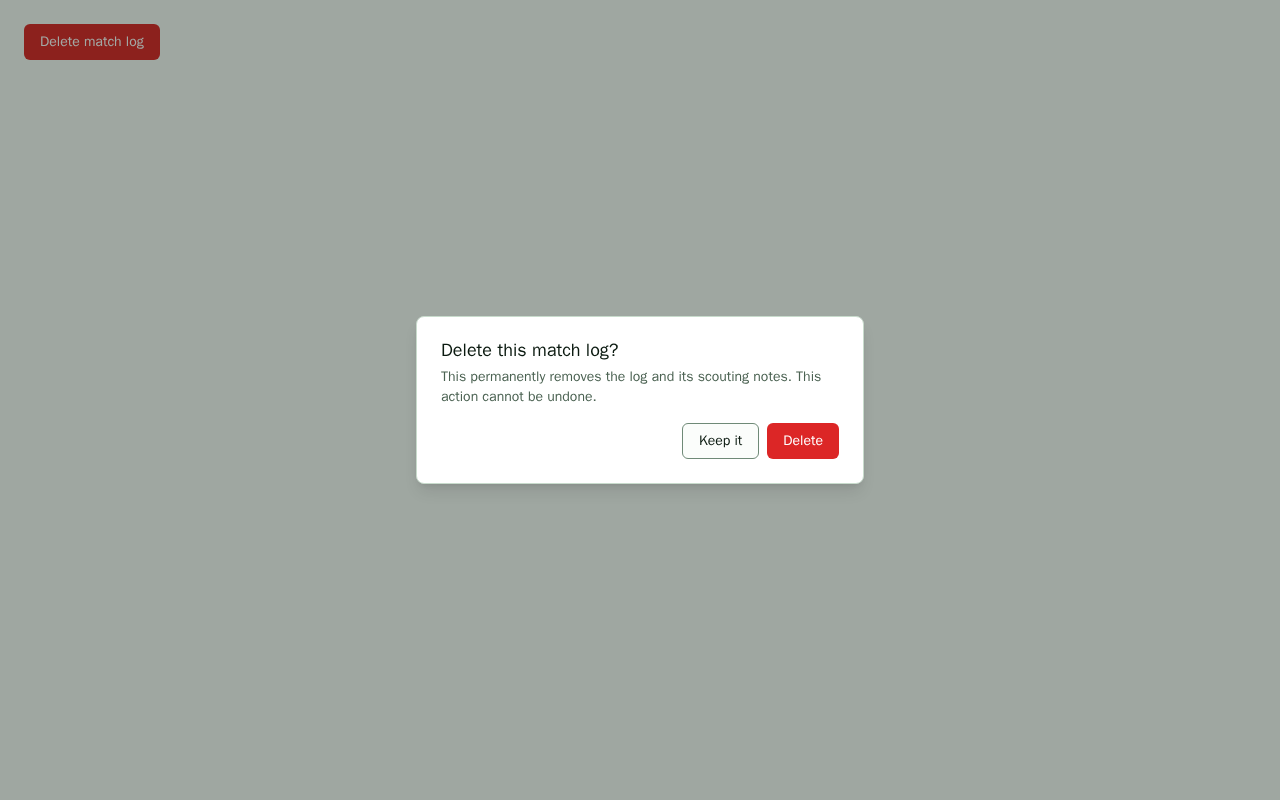 Delete match log
Delete this match log?
This permanently removes the log and its scouting notes. This
action cannot be undone.
Keep it
Delete